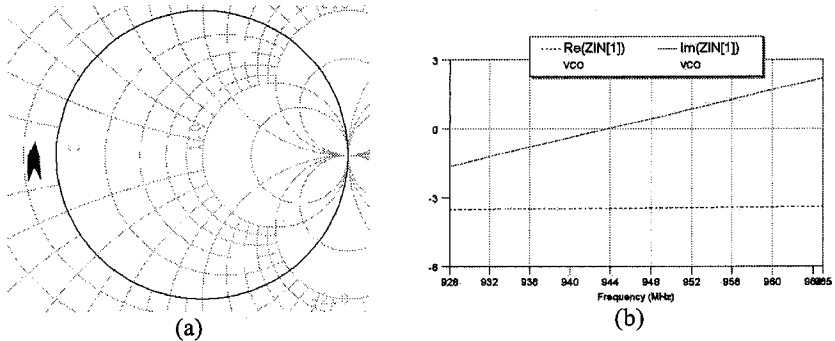 Re(ZIN[1]) Im(ZIN[1])
VCO VCO
3
0
-3
-6
928 932 936 940 944 948 952 956 960 965
Frequency (MHz)
(a) (b)